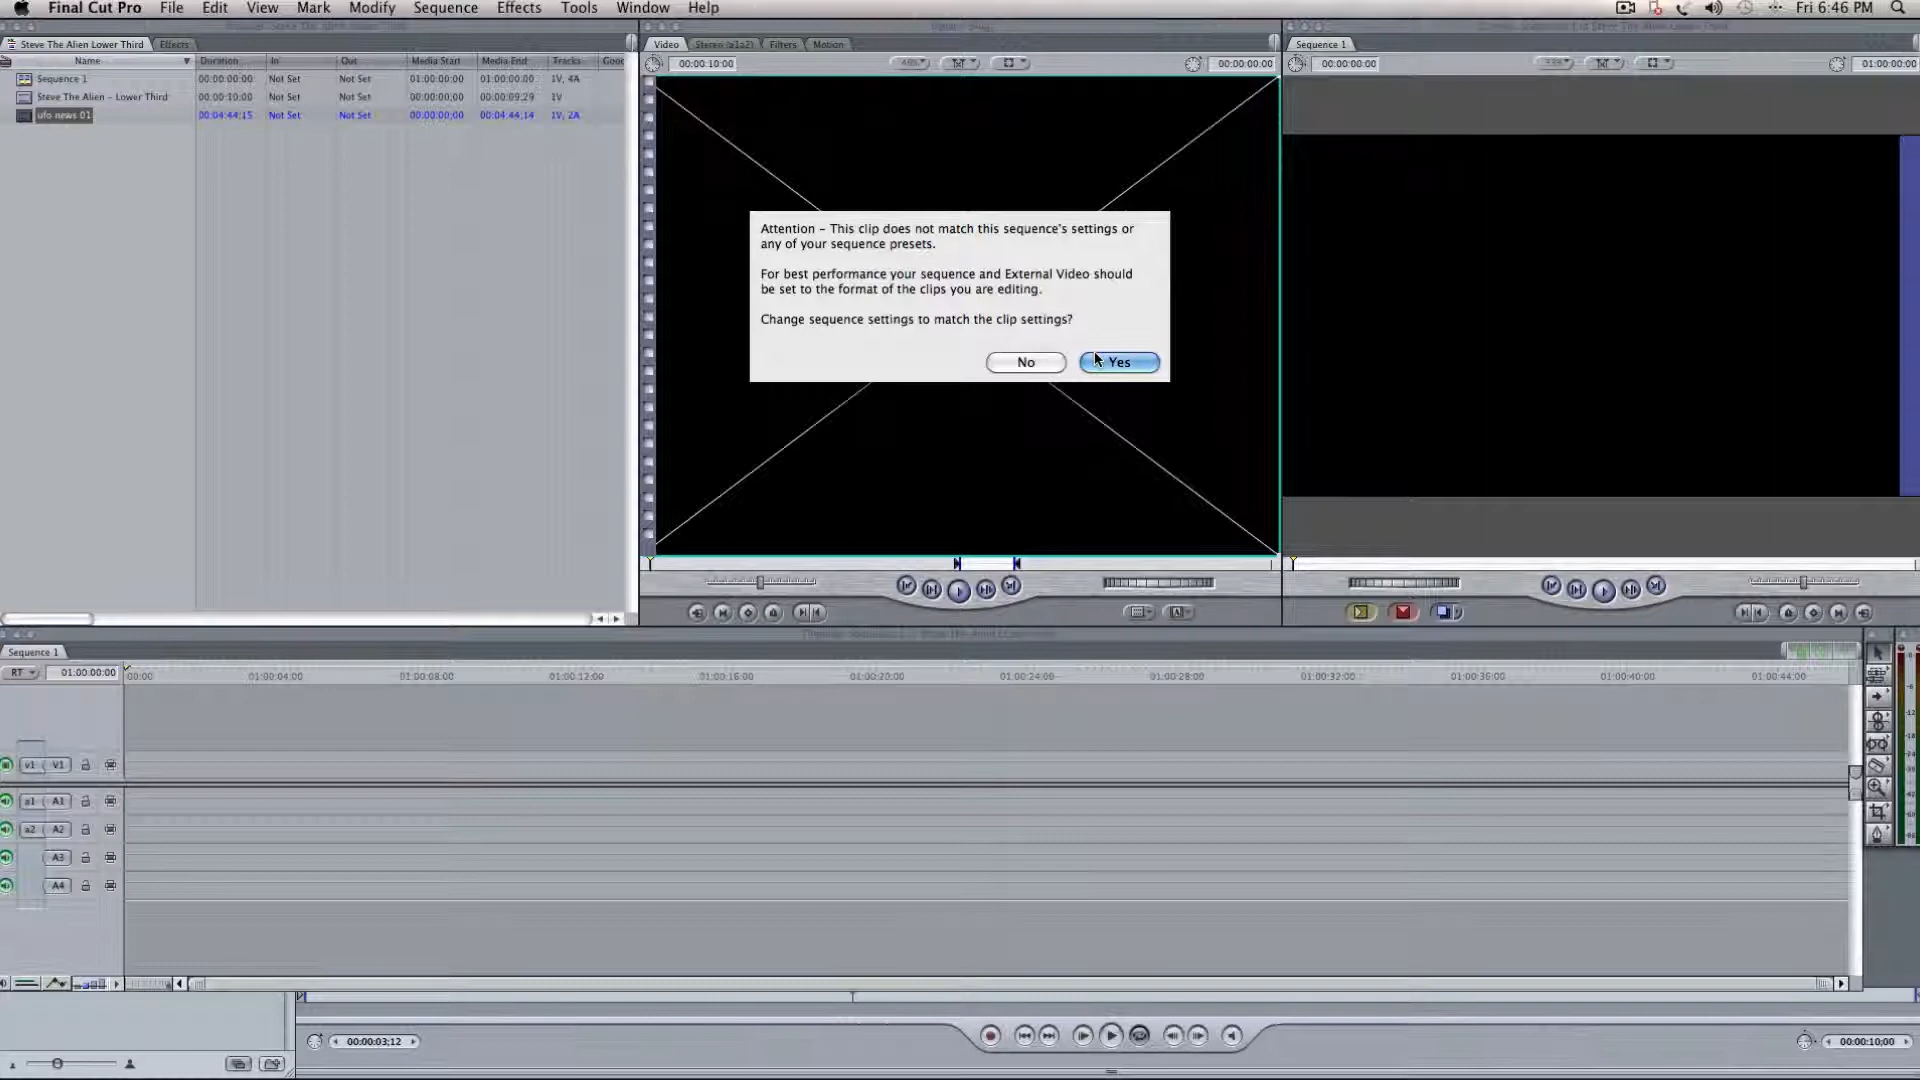 Final Cut Pro File Edit View Mark Modify Sequence Effects Tools Window Help Fri 6:46 PM
Steve The Alien Lower Third Effects
Name Duration In Out Media Start Media End Tracks
Sequence 1 00:00:00:00 Not Set Not Set 01:00:00:00 01:00:00:00 1V, 4A
Steve The Alien – Lower Third 00:00:10:00 Not Set Not Set 00:00:00;00 00:00:09;29 1V
ufo news 01 00:04:44;15 Not Set Not Set 00:00:00;00 00:04:44;14 1V, 2A
Video Stereo (a1a2) Filters Motion
00:00:10:00 00:00:00:00
Attention – This clip does not match this sequence's settings or
any of your sequence presets.
For best performance your sequence and External Video should
be set to the format of the clips you are editing.
Change sequence settings to match the clip settings?
No Yes
Sequence 1
00:00:00:00 01:00:00:00
Sequence 1
RT 01:00:00:00 00:00 01:00:04:00 01:00:08:00 01:00:12:00 01:00:16:00 01:00:20:00 01:00:24:00 01:00:28:00 01:00:32:00 01:00:36:00 01:00:40:00 01:00:44:00
v1 V1
a1 A1
a2 A2
A3
A4
00:00:03;12 00:00:10;00